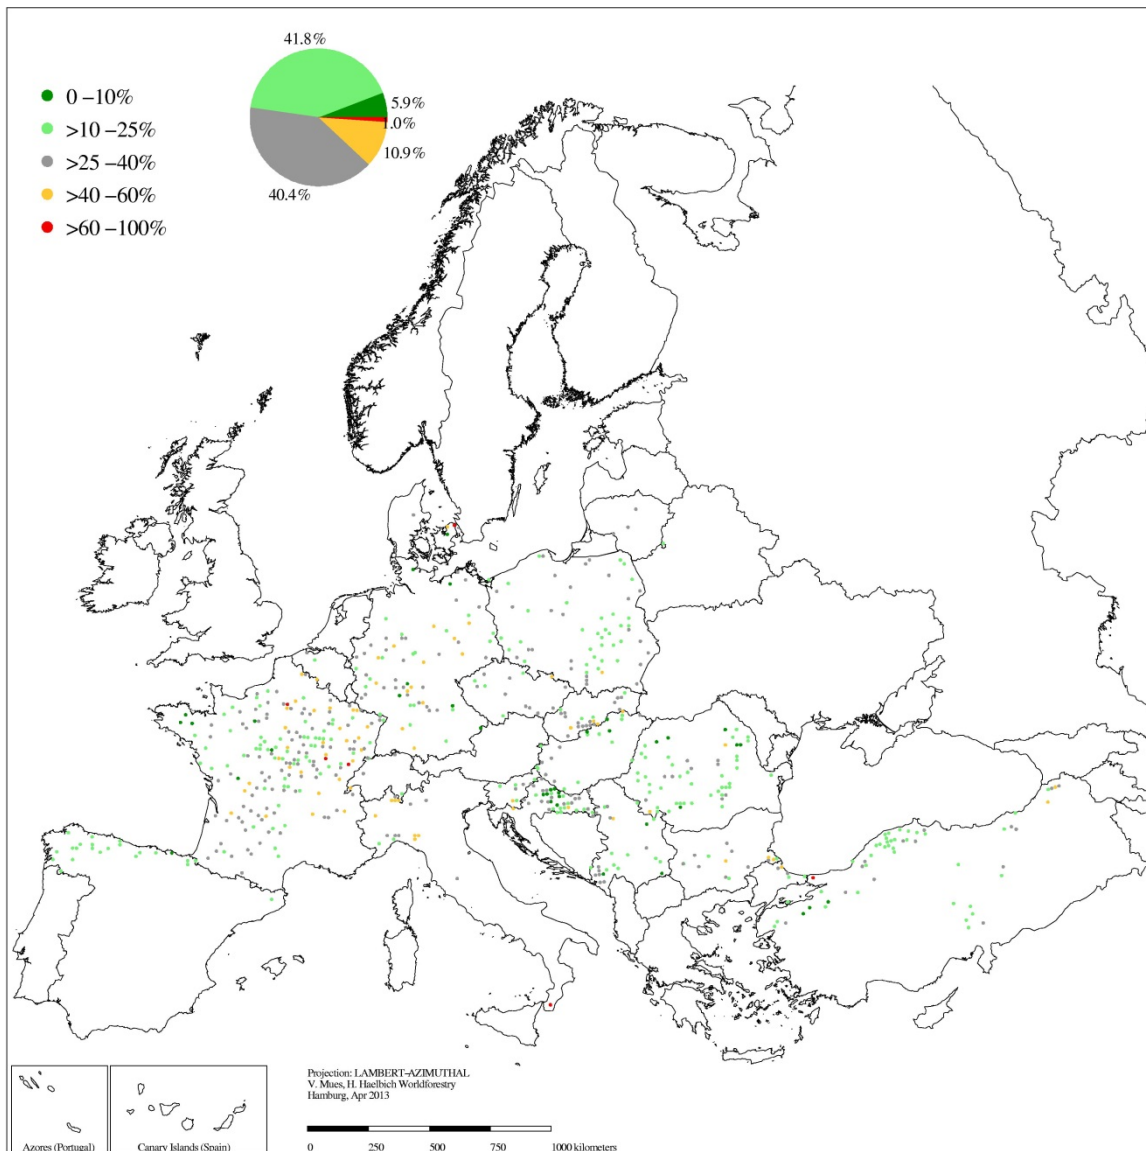 41.8%
0 –10%
5.9%
>10 –25%
1.0%
>25 –40%
10.9%
>40 –60%
40.4%
>60 –100%
Projection: LAMBERT-AZIMUTHAL
V. Mues, H. Haelbich Worldforestry
Hamburg, Apr 2013
Azores (Portugal)
Canary Islands (Spain)
0 250 500 750 1000 kilometers